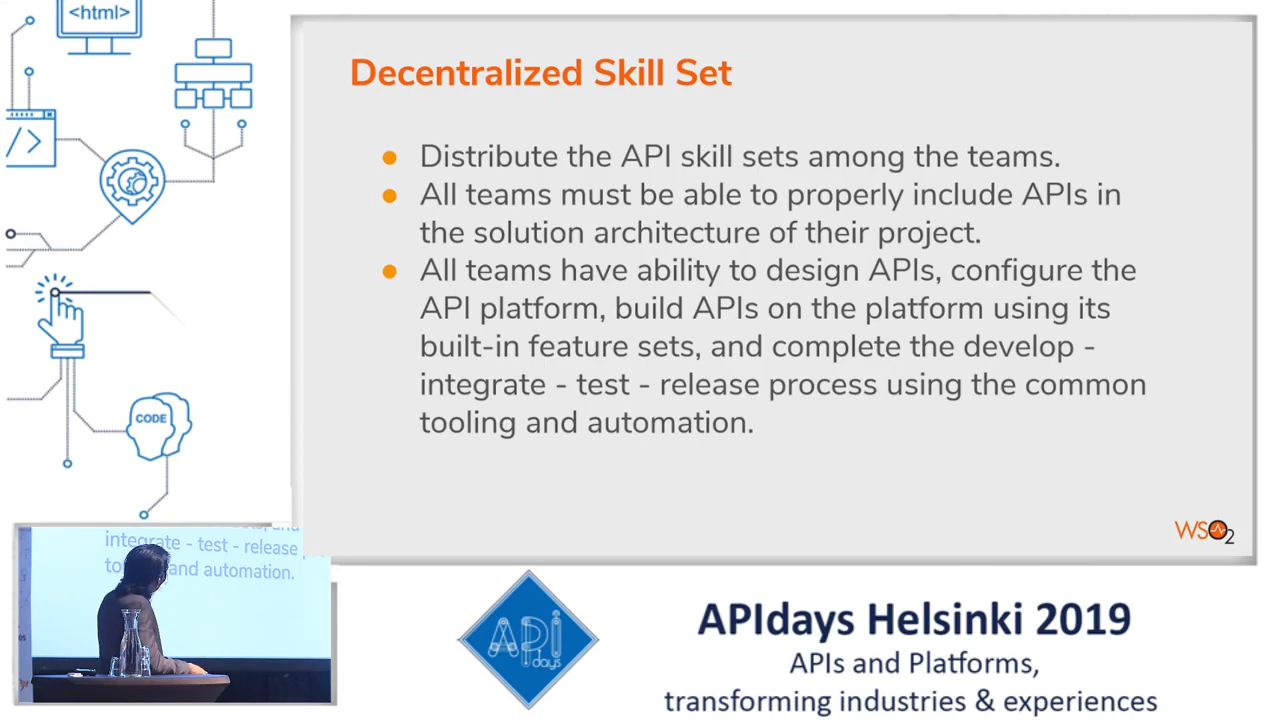 <html>
</>
CODE
Decentralized Skill Set
Distribute the API skill sets among the teams.
All teams must be able to properly include APIs in
the solution architecture of their project.
All teams have ability to design APIs, configure the
API platform, build APIs on the platform using its
built-in feature sets, and complete the develop -
integrate - test - release process using the common
tooling and automation.
WSO2
integrate - test - release
and automation.
API
days
APIdays Helsinki 2019
APIs and Platforms,
transforming industries & experiences